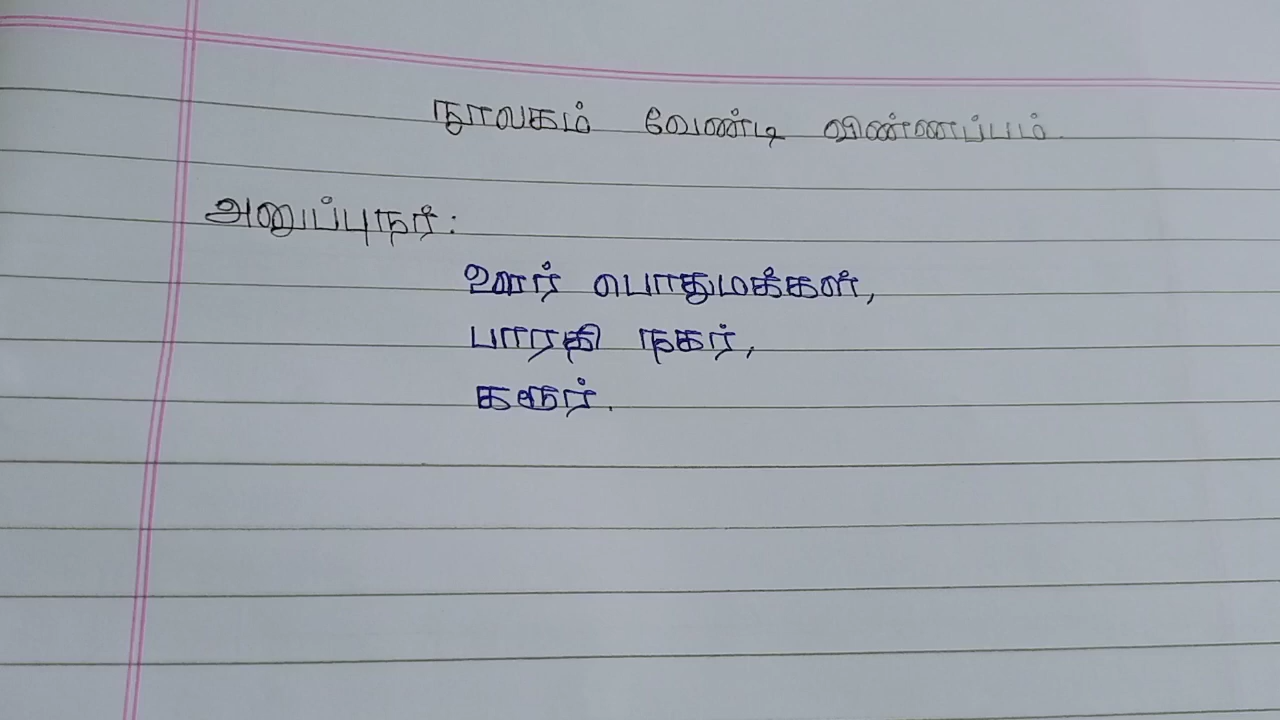 நூலகம் வேண்டி விண்ணப்பம்.
அனுப்புநர்:
ஊர் பொதுமக்கள்,
பாரதி நகர்,
கரூர்.